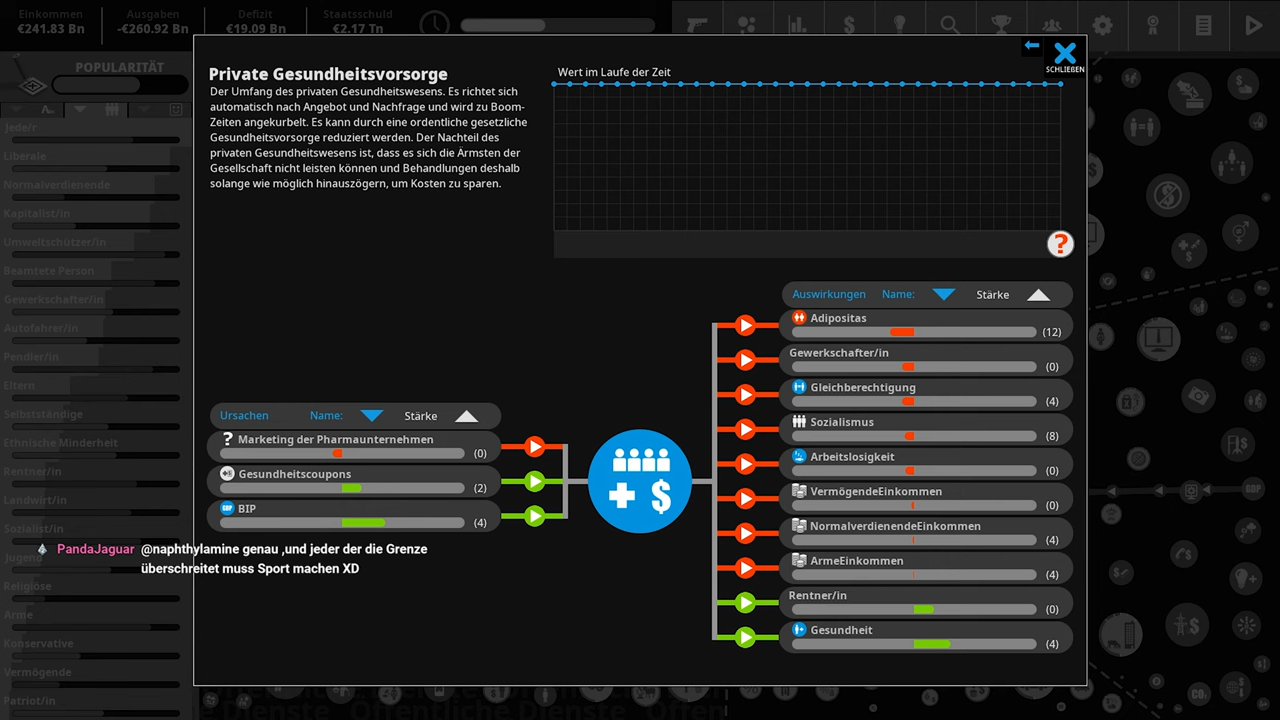 Einkommen
€241.83 Bn
Ausgaben
-€260.92 Bn
Defizit
€19.09 Bn
Staatsschuld
€2.17 Tn
POPULARITÄT
Jede/r
Liberale
Normalverdienende
Kapitalist/in
Umweltschützer/in
Beamtete Person
Gewerkschafter/in
Autofahrer/in
Pendler/in
Eltern
Selbstständige
Ethnische Minderheit
Rentner/in
Landwirt/in
Sozialist/in
Jugend
Religiöse
Arme
Konservative
Vermögende
Patriot/in
SCHLIEßEN
Private Gesundheitsvorsorge
Der Umfang des privaten Gesundheitswesens. Es richtet sich
automatisch nach Angebot und Nachfrage und wird zu Boom-
Zeiten angekurbelt. Es kann durch eine ordentliche gesetzliche
Gesundheitsvorsorge reduziert werden. Der Nachteil des
privaten Gesundheitswesens ist, dass es sich die Ärmsten der
Gesellschaft nicht leisten können und Behandlungen deshalb
solange wie möglich hinauszögern, um Kosten zu sparen.
Wert im Laufe der Zeit
?
Ursachen Name: Stärke
Marketing der Pharmaunternehmen
(0)
Gesundheitscoupons
(2)
BIP
(4)
Auswirkungen Name: Stärke
Adipositas
(12)
Gewerkschafter/in
(0)
Gleichberechtigung
(4)
Sozialismus
(8)
Arbeitslosigkeit
(0)
VermögendeEinkommen
(0)
NormalverdienendeEinkommen
(4)
ArmeEinkommen
(4)
Rentner/in
(0)
Gesundheit
(4)
PandaJaguar @naphthylamine genau ,und jeder der die Grenze
überschreitet muss Sport machen XD